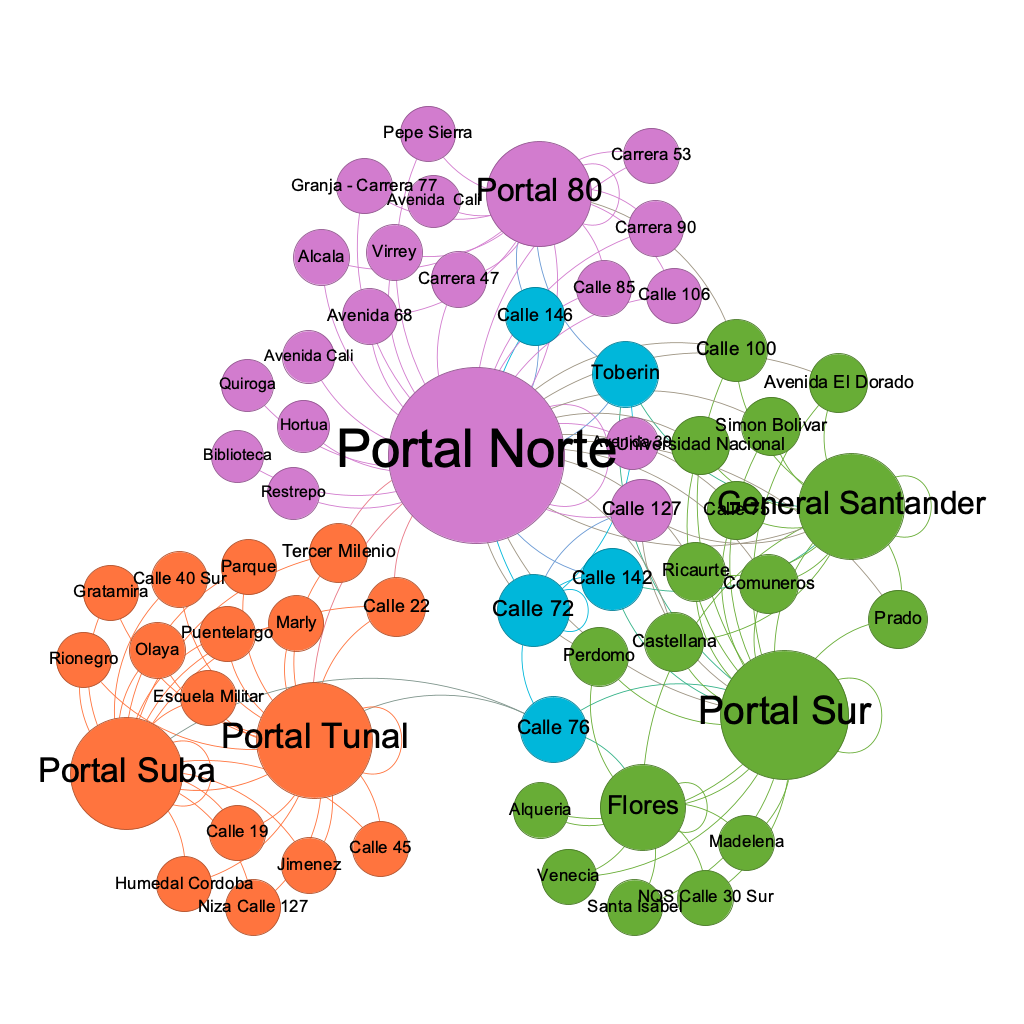 Pepe Sierra
Carrera 53
Granja - Carrera 77
Portal 80
Avenida  Cali
Carrera 90
Virrey
Alcala
Carrera 47
Calle 85
Calle 106
Avenida 68
Calle 146
Calle 100
Avenida Cali
Toberin
Quiroga
Avenida El Dorado
Hortua
Simon Bolivar
Avenida 39
Universidad Nacional
Portal Norte
Biblioteca
Restrepo
Calle 127
Calle 75
General Santander
Tercer Milenio
Parque
Ricaurte
Calle 40 Sur
Calle 142
Comuneros
Gratamira
Calle 22
Calle 72
Marly
Prado
Puentelargo
Castellana
Olaya
Perdomo
Rionegro
Escuela Militar
Portal Sur
Calle 76
Portal Tunal
Portal Suba
Flores
Alqueria
Calle 19
Madelena
Calle 45
Jimenez
Venecia
Humedal Cordoba
NQS Calle 30 Sur
Niza Calle 127
Santa Isabel